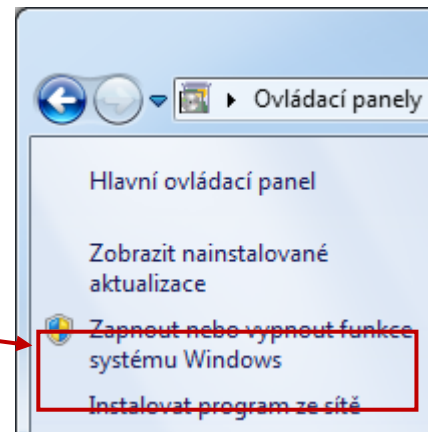 Ovládací panely
Hlavní ovládací panel
Zobrazit nainstalované
aktualizace
Zapnout nebo vypnout funkce
systému Windows
Instalovat program ze sítě